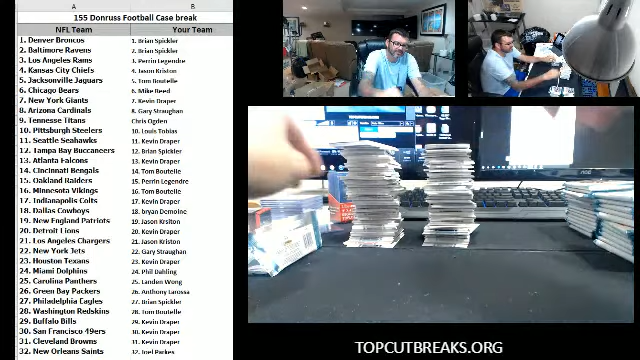 A B
155 Donruss Football Case break
NFL Team Your Team
1. Denver Broncos 1. Brian Spickler
2. Baltimore Ravens 2. Brian Spickler
3. Los Angeles Rams 3. Perrin Legendre
4. Kansas City Chiefs 4. Jason Kriston
5. Jacksonville Jaguars 5. Tom Boutelle
6. Chicago Bears 6. Mike Reed
7. New York Giants 7. Kevin Draper
8. Arizona Cardinals 8. Gary Straughan
9. Tennesse Titans Chris Ogden
10. Pittsburgh Steelers 10. Louis Tobias
11. Seattle Seahawks 11. Kevin Draper
12. Tampa Bay Buccaneers 12. Brian Spickler
13. Atlanta Falcons 13. Kevin Draper
14. Cincinnati Bengals 14. Tom Boutelle
15. Oakland Raiders 15. Perrin Legendre
16. Minnesota Vikings 16. Tom Boutelle
17. Indianapolis Colts 17. Kevin Draper
18. Dallas Cowboys 18. bryan Demoine
19. New England Patriots 19. Jason Kriston
20. Detroit Lions 20. Kevin Draper
21. Los Angeles Chargers 21. Jason Kriston
22. New York Jets 22. Gary Straughan
23. Houston Texans 23. Kevin Draper
24. Miami Dolphins 24. Phil Dahling
25. Carolina Panthers 25. Landen Wong
26. Green Bay Packers 26. Anthony Larossa
27. Philadelphia Eagles 27. Brian Spickler
28. Washington Redskins 28. Tom Boutelle
29. Buffalo Bills 29. Kevin Draper
30. San Francisco 49ers 30. Kevin Draper
31. Cleveland Browns 31. Kevin Draper
32. New Orleans Saints 32. Joel Parkes
TOPCUTBREAKS.ORG